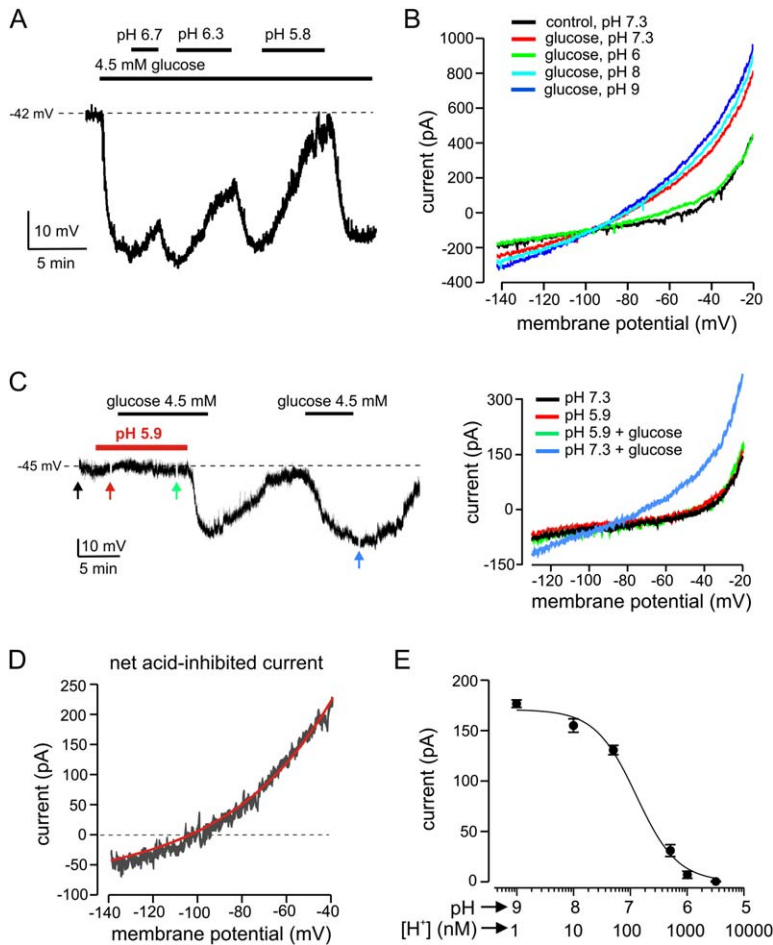 A
pH 6.7 pH 6.3 pH 5.8
4.5 mM glucose
-42 mV
10 mV
5 min
B
control, pH 7.3
glucose, pH 7.3
glucose, pH 6
glucose, pH 8
glucose, pH 9
1000
800
600
400
200
0
-200
-400
current (pA)
-140 -120 -100 -80 -60 -40 -20
membrane potential (mV)
C
glucose 4.5 mM glucose 4.5 mM
pH 5.9
-45 mV
10 mV
5 min
pH 7.3
pH 5.9
pH 5.9 + glucose
pH 7.3 + glucose
300
150
0
-150
current (pA)
-120 -100 -80 -60 -40 -20
membrane potential (mV)
D
net acid-inhibited current
250
200
150
100
50
0
-50
-100
current (pA)
-140 -120 -100 -80 -60 -40
membrane potential (mV)
E
200
150
100
50
0
current (pA)
pH 9 8 7 6 5
[H+] (nM) 1 10 100 1000 10000